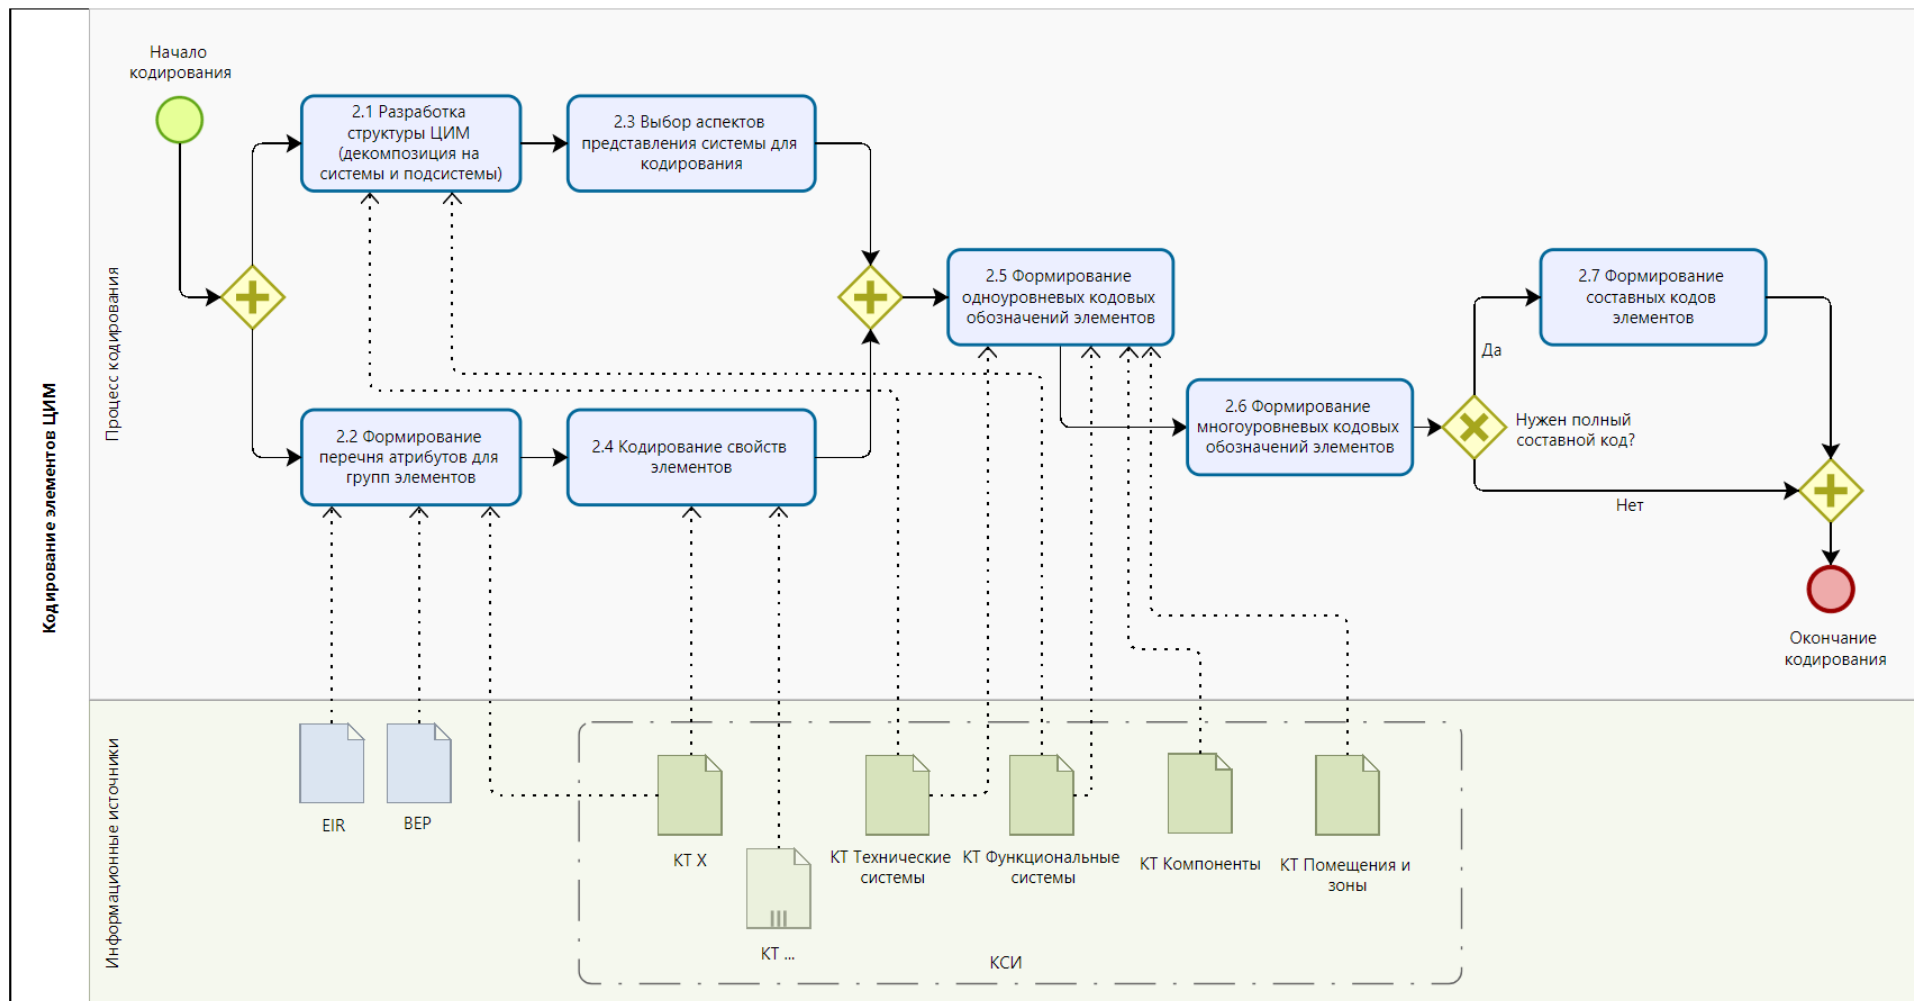 Кодирование элементов ЦИМ
Процесс кодирования
Начало
кодирования
2.1 Разработка
структуры ЦИМ
(декомпозиция на
системы и подсистемы)
2.3 Выбор аспектов
представления системы для
кодирования
2.2 Формирование
перечня атрибутов для
групп элементов
2.4 Кодирование свойств
элементов
2.5 Формирование
одноуровневых кодовых
обозначений элементов
2.6 Формирование
многоуровневых кодовых
обозначений элементов
Нужен полный
составной код?
Да
Нет
2.7 Формирование
составных кодов
элементов
Окончание
кодирования
Информационные источники
EIR
BEP
КТ Х
КТ ...
КТ Технические
системы
КТ Функциональные
системы
КТ Компоненты
КТ Помещения и
зоны
КСИ